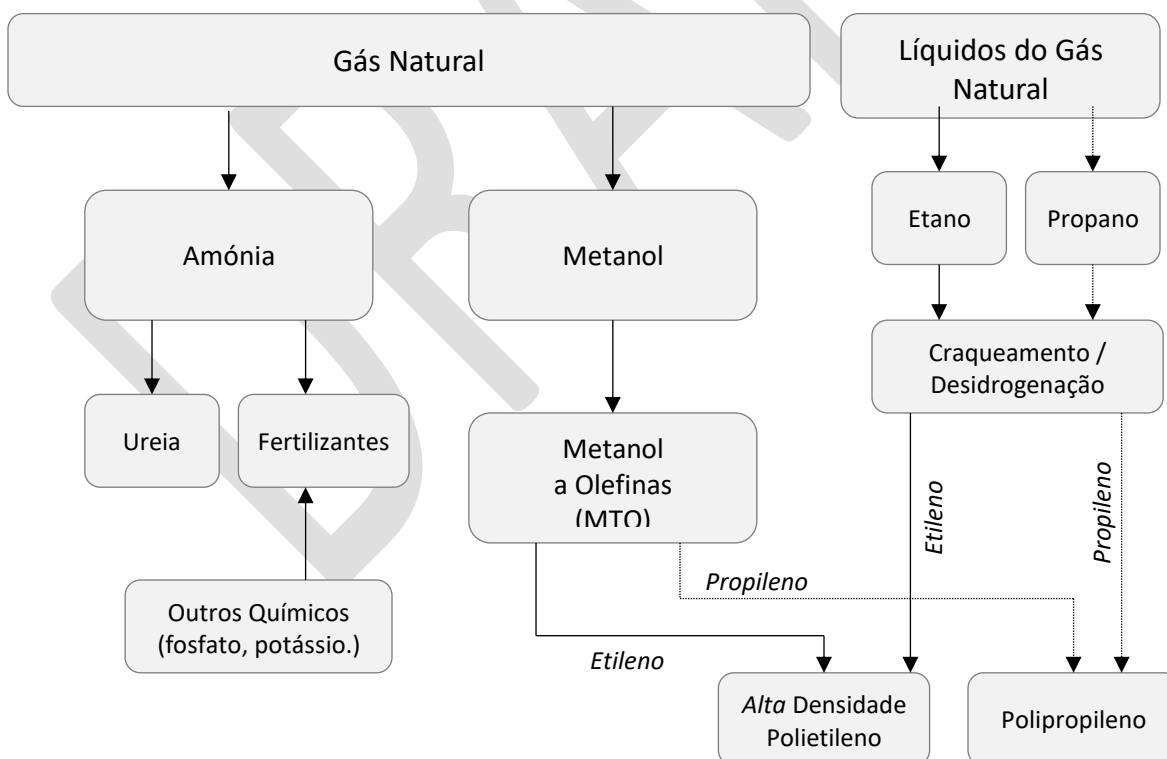 Gás Natural
Líquidos do Gás
Natural
Etano
Propano
Amónia
Metanol
Craqueamento /
Desidrogenação
Ureia
Fertilizantes
Metanol
a Olefinas
(MTO)
Etileno
Propileno
Propileno
Outros Químicos
(fosfato, potássio.)
Etileno
Alta Densidade
Polietileno
Polipropileno